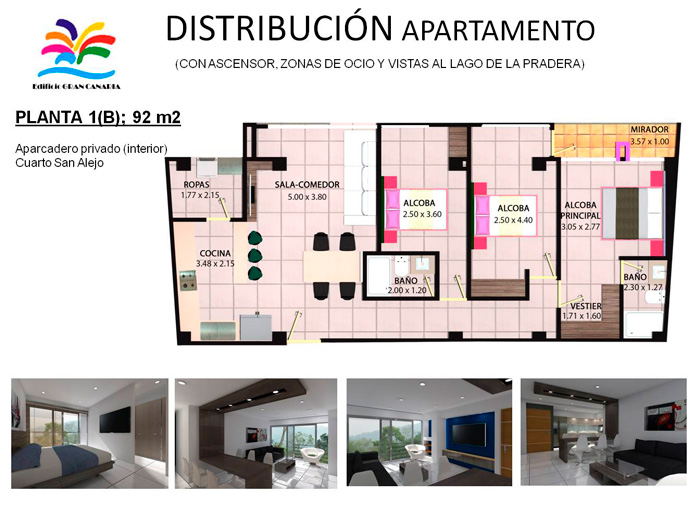 DISTRIBUCIÓN APARTAMENTO
(CON ASCENSOR, ZONAS DE OCIO Y VISTAS AL LAGO DE LA PRADERA)
Edificio GRAN CANARIA
PLANTA 1(B); 92 m2
Aparcadero privado (interior)
Cuarto San Alejo
MIRADOR
3.57 x 1.00
ROPAS
1.77 x 2.15
SALA-COMEDOR
5.00 x 3.80
ALCOBA
2.50 x 3.60
ALCOBA
2.50 x 4.40
ALCOBA
PRINCIPAL
3.05 x 2.77
COCINA
3.48 x 2.15
BAÑO
2.00 x 1.20
BAÑO
2.30 x 1.27
VESTIER
1.71 x 1.60